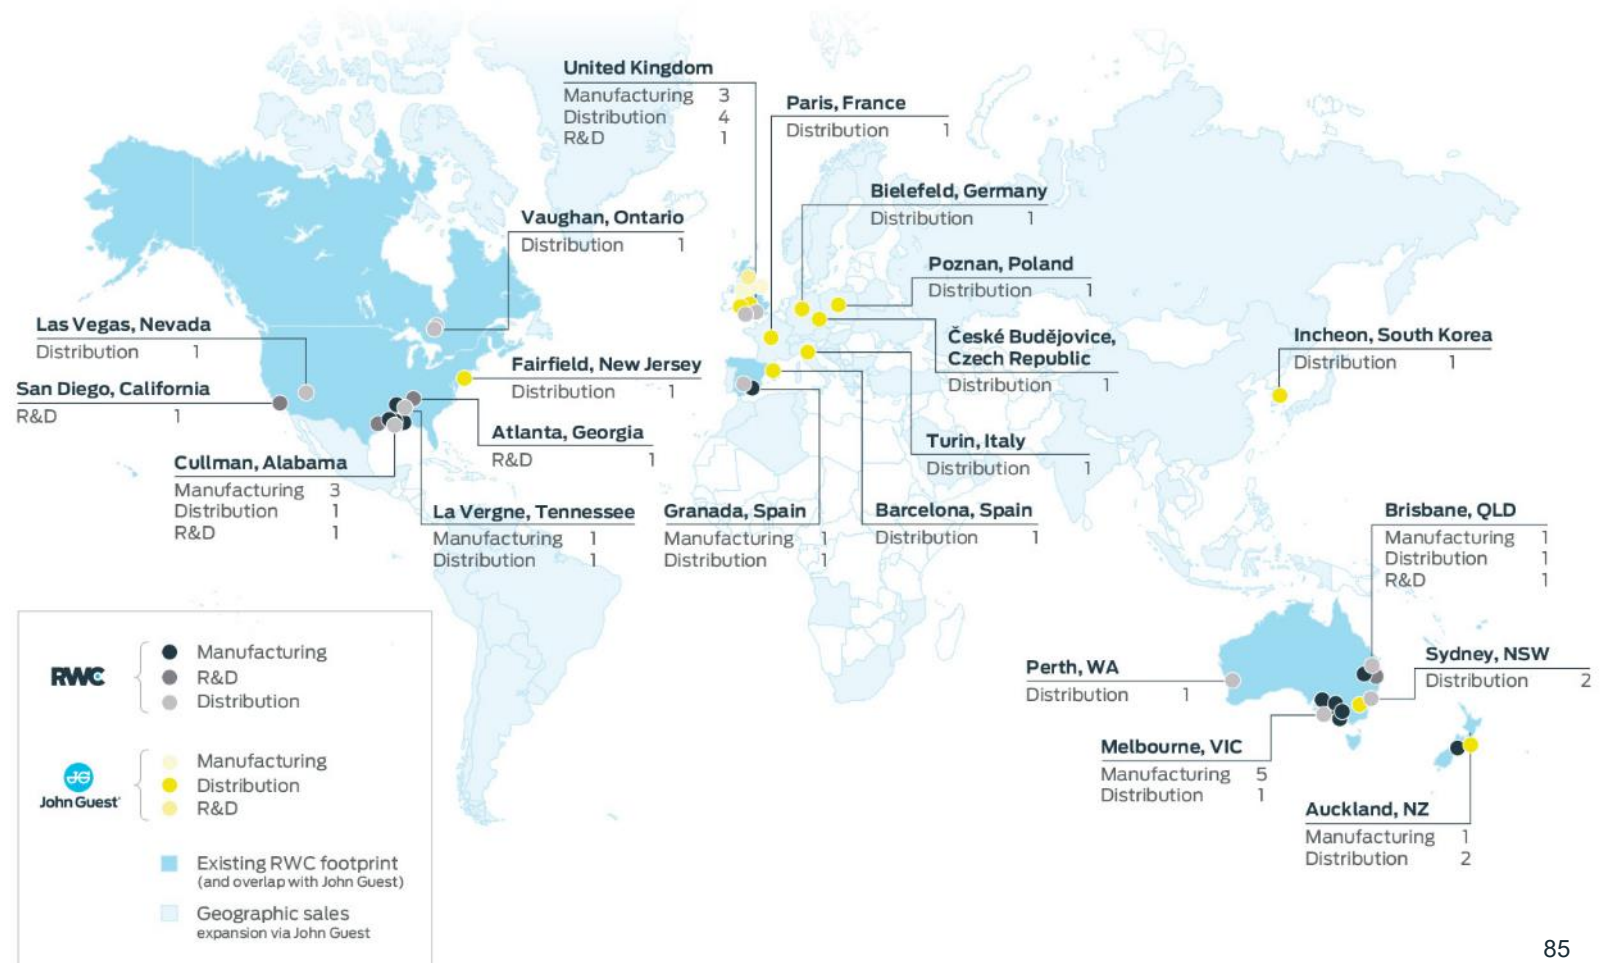 United Kingdom
Manufacturing 3
Distribution 4
R&D 1
Paris, France
Distribution 1
Bielefeld, Germany
Distribution 1
Vaughan, Ontario
Distribution 1
Poznan, Poland
Distribution 1
Las Vegas, Nevada
Distribution 1
České Budějovice,
Czech Republic
Distribution 1
Incheon, South Korea
Distribution 1
Fairfield, New Jersey
Distribution 1
San Diego, California
R&D 1
Atlanta, Georgia
R&D 1
Turin, Italy
Distribution 1
Cullman, Alabama
Manufacturing 3
Distribution 1
R&D 1
La Vergne, Tennessee
Manufacturing 1
Distribution 1
Granada, Spain
Manufacturing 1
Distribution 1
Barcelona, Spain
Distribution 1
Brisbane, QLD
Manufacturing 1
Distribution 1
R&D 1
Perth, WA
Distribution 1
Sydney, NSW
Distribution 2
Melbourne, VIC
Manufacturing 5
Distribution 1
Auckland, NZ
Manufacturing 1
Distribution 2
RWC
Manufacturing
R&D
Distribution
JG
John Guest
Manufacturing
Distribution
R&D
Existing RWC footprint
(and overlap with John Guest)
Geographic sales
expansion via John Guest
85